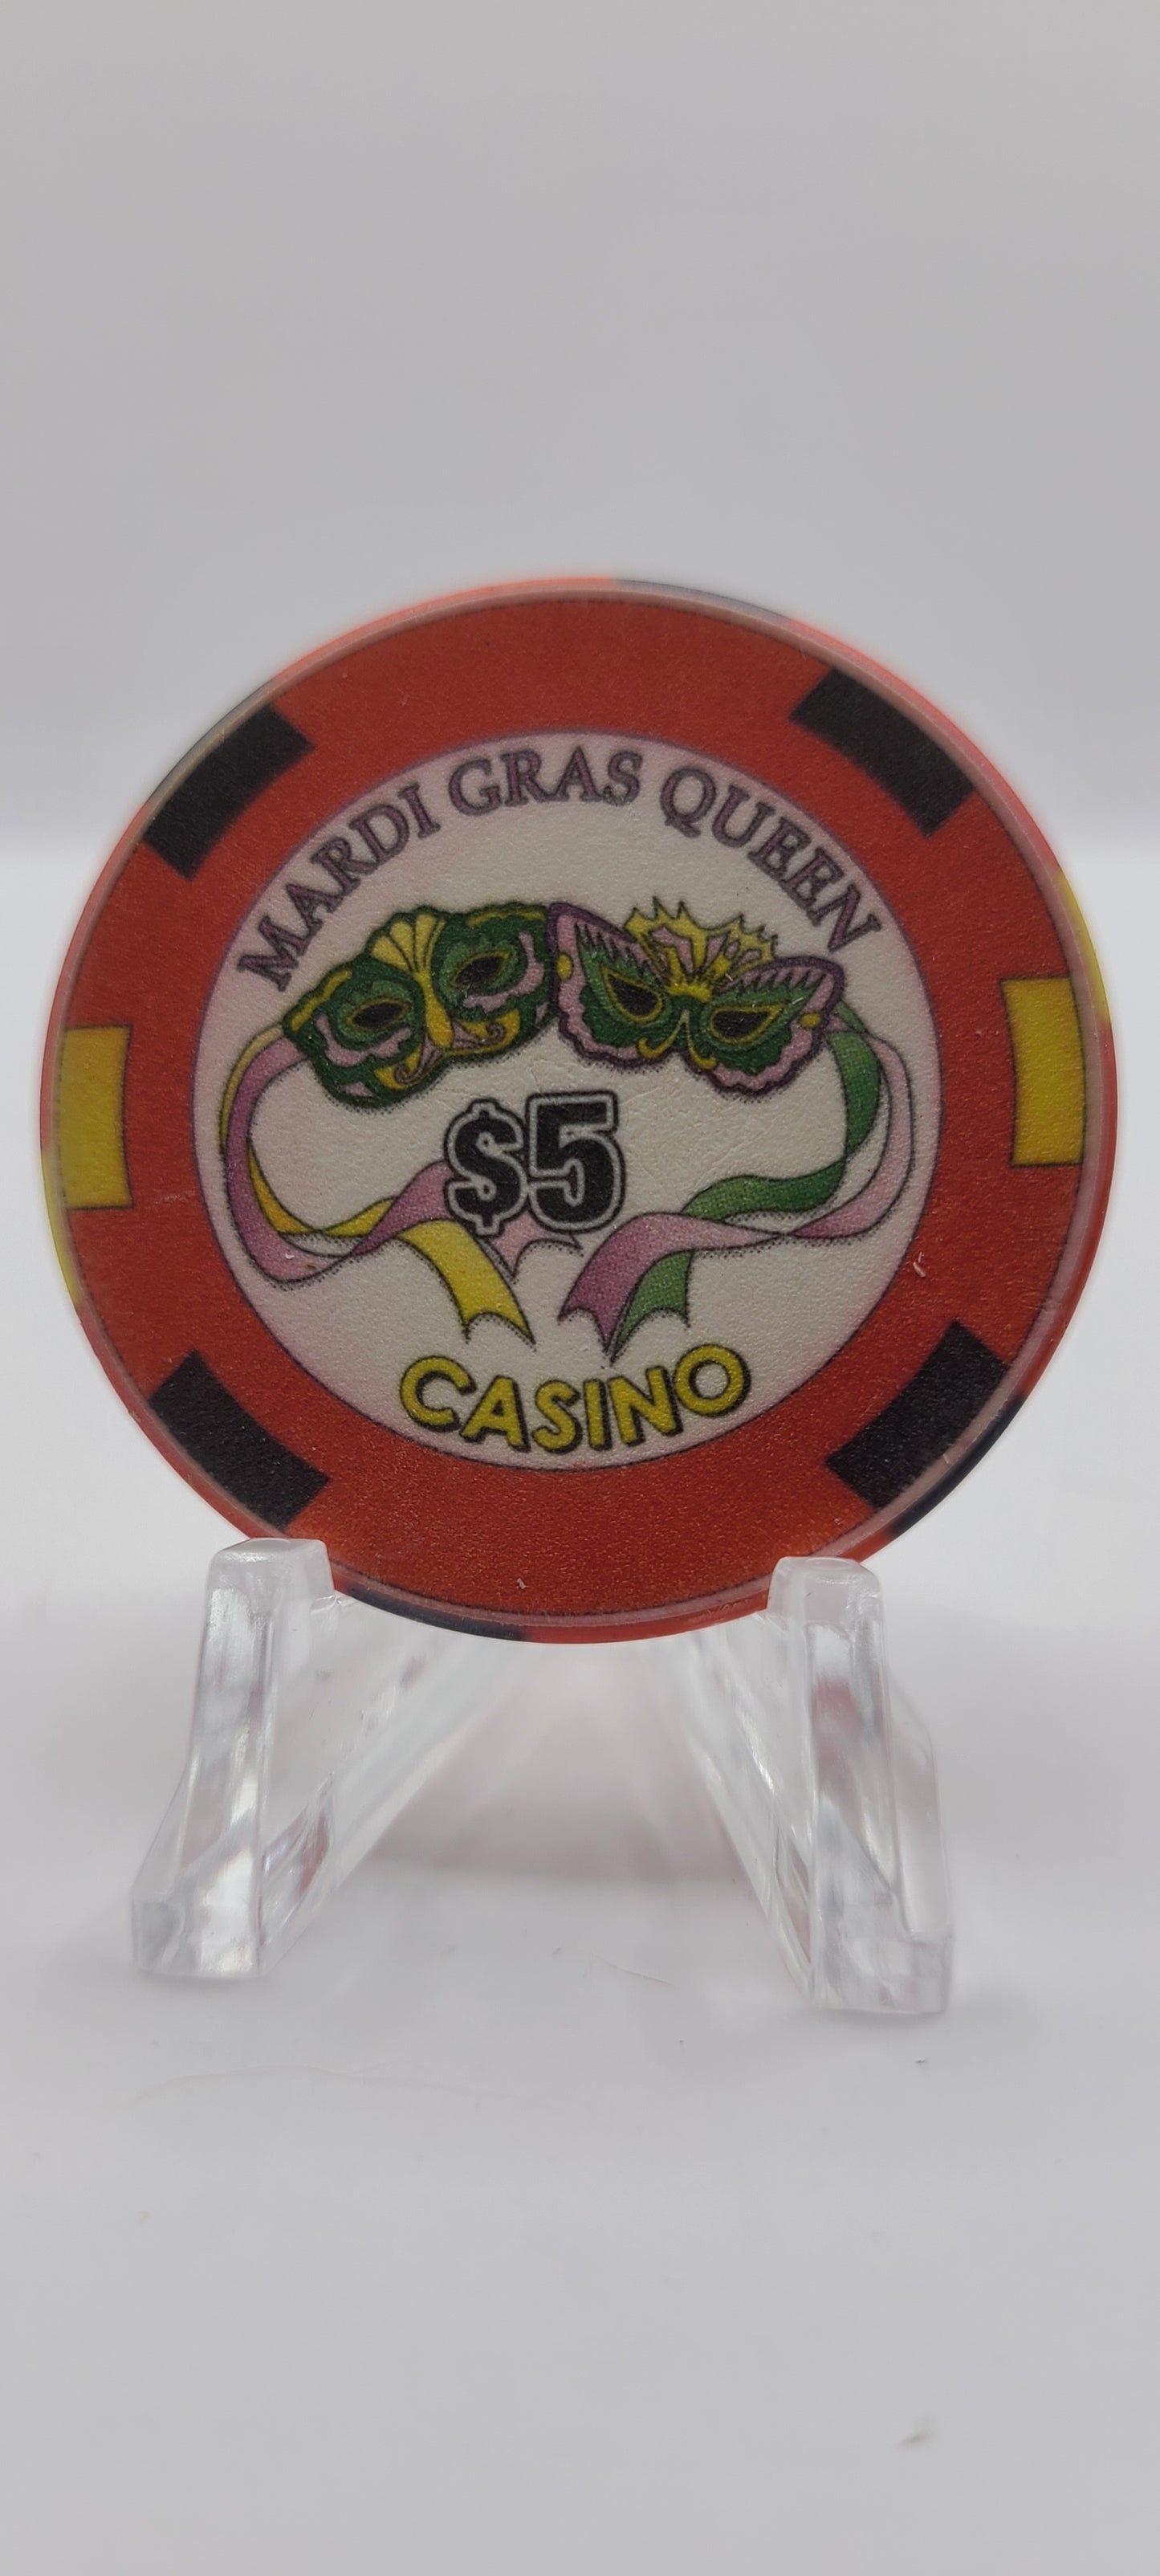 MARDI GRAS QUEEN
$5
CASINO